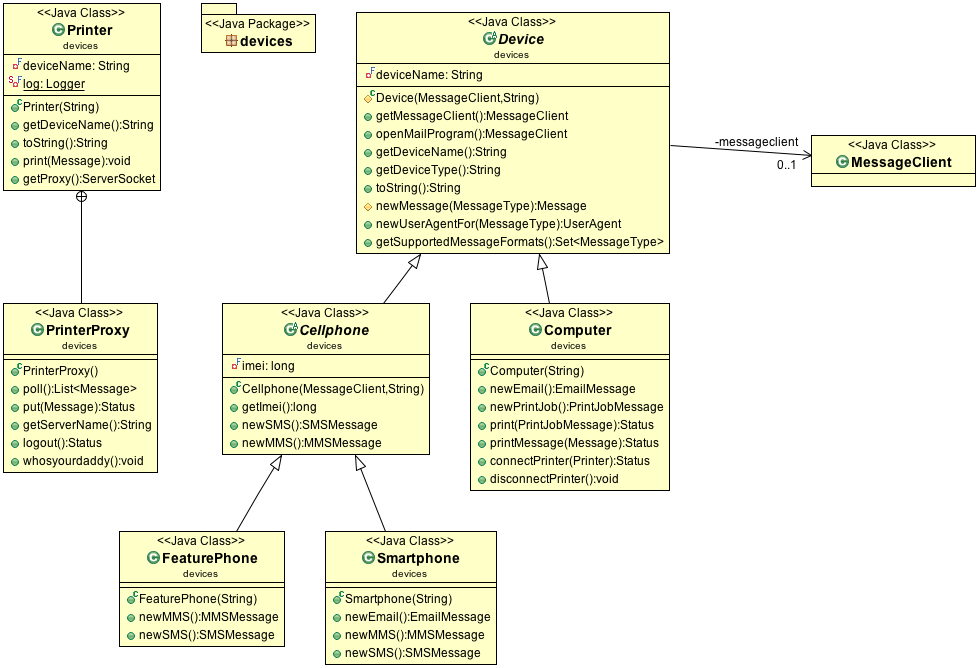 <<Java Class>>
Printer
devices
deviceName: String
log: Logger
Printer(String)
getDeviceName():String
toString():String
print(Message):void
getProxy():ServerSocket
<<Java Package>>
devices
<<Java Class>>
Device
devices
deviceName: String
Device(MessageClient,String)
getMessageClient():MessageClient
openMailProgram():MessageClient
getDeviceName():String
getDeviceType():String
toString():String
newMessage(MessageType):Message
newUserAgentFor(MessageType):UserAgent
getSupportedMessageFormats():Set<MessageType>
-messageclient
0..1
<<Java Class>>
MessageClient
<<Java Class>>
PrinterProxy
devices
PrinterProxy()
poll():List<Message>
put(Message):Status
getServerName():String
logout():Status
whosyourdaddy():void
<<Java Class>>
Cellphone
devices
imei: long
Cellphone(MessageClient,String)
getImei():long
newSMS():SMSMessage
newMMS():MMSMessage
<<Java Class>>
Computer
devices
Computer(String)
newEmail():EmailMessage
newPrintJob():PrintJobMessage
print(PrintJobMessage):Status
printMessage(Message):Status
connectPrinter(Printer):Status
disconnectPrinter():void
<<Java Class>>
FeaturePhone
devices
FeaturePhone(String)
newMMS():MMSMessage
newSMS():SMSMessage
<<Java Class>>
Smartphone
devices
Smartphone(String)
newEmail():EmailMessage
newMMS():MMSMessage
newSMS():SMSMessage